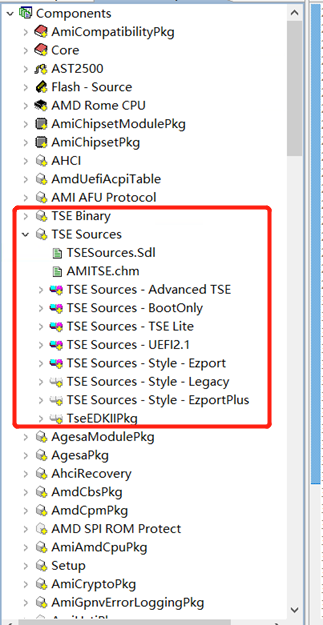 Components
AmiCompatibilityPkg
Core
AST2500
Flash - Source
AMD Rome CPU
AmiChipsetModulePkg
AmiChipsetPkg
AHCI
AmdUefiAcpiTable
AMI AFU Protocol
TSE Binary
TSE Sources
TSESources.Sdl
AMITSE.chm
TSE Sources - Advanced TSE
TSE Sources - BootOnly
TSE Sources - TSE Lite
TSE Sources - UEFI2.1
TSE Sources - Style - Ezport
TSE Sources - Style - Legacy
TSE Sources - Style - EzportPlus
TseEDKIIPkg
AgesaModulePkg
AgesaPkg
AhciRecovery
AmdCbsPkg
AmdCpmPkg
AMD SPI ROM Protect
AmiAmdCpuPkg
Setup
AmiCryptoPkg
AmiGpnvErrorLoggingPkg